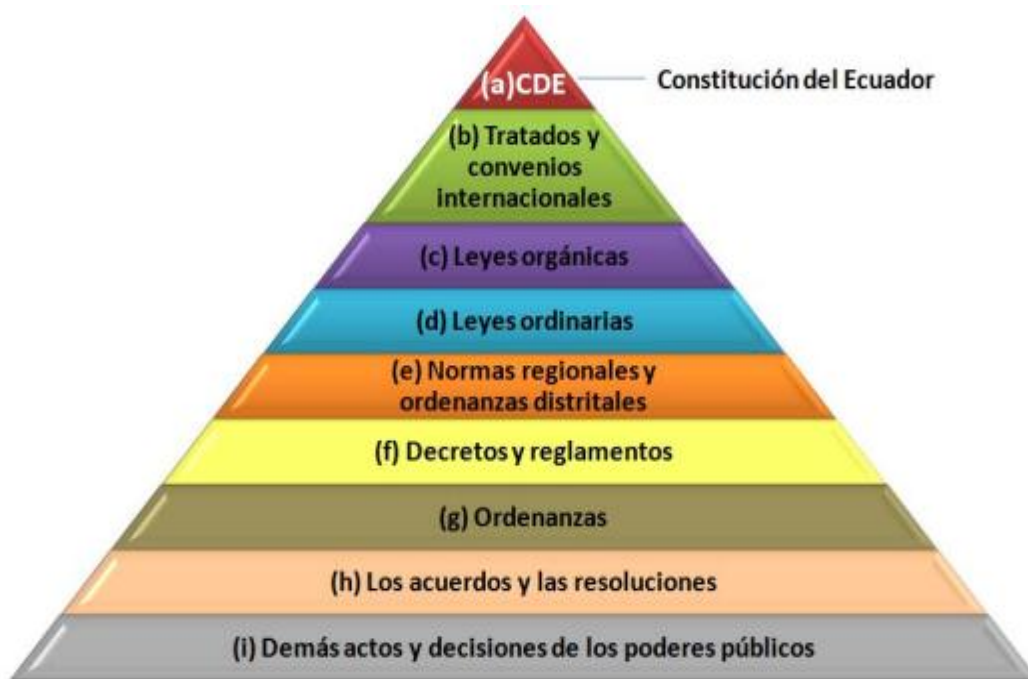 (a)CDE
Constitución del Ecuador
(b) Tratados y
convenios
internacionales
(c) Leyes orgánicas
(d) Leyes ordinarias
(e) Normas regionales y
ordenanzas distritales
(f) Decretos y reglamentos
(g) Ordenanzas
(h) Los acuerdos y las resoluciones
(i) Demás actos y decisiones de los poderes públicos